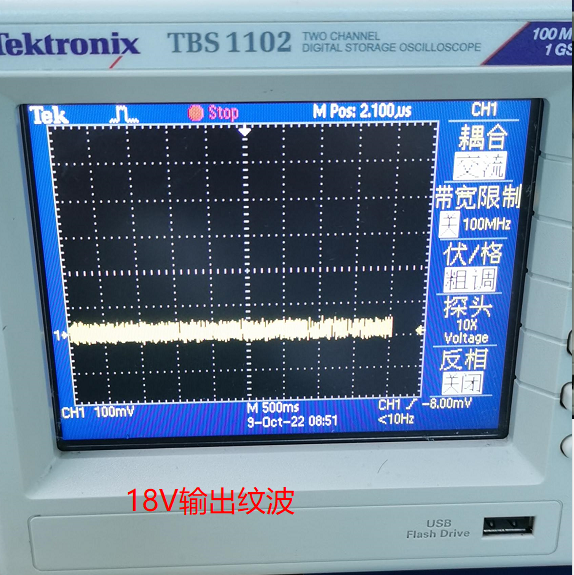 Tektronix TBS 1102 TWO CHANNEL
DIGITAL STORAGE OSCILLOSCOPE
100 M
1 GS
Tek Stop M Pos: 2.100µs CH1
耦合
交流
带宽限制
关 100MHz
伏/格
粗调
探头
10X
Voltage
反相
关闭
1
CH1 100mV M 500ms CH1 -8.00mV
9-Oct-22 08:51 <10Hz
18V输出纹波
USB
Flash Drive